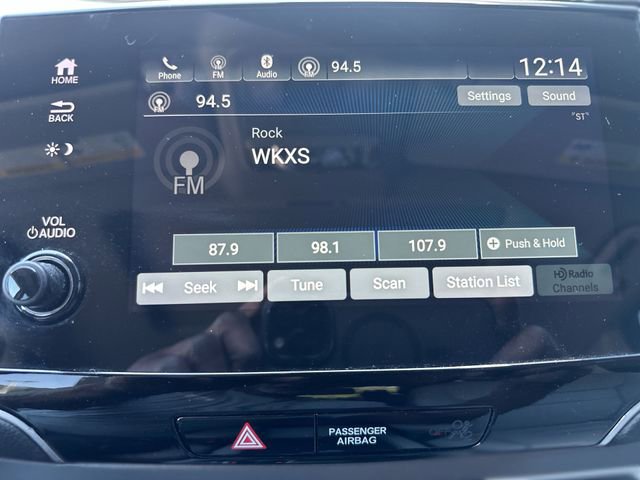 HOME
Phone FM Audio FM 94.5 12:14
BACK
FM 94.5 Settings Sound
"ST"
Rock
WKXS
FM
VOL
AUDIO
87.9 98.1 107.9 Push & Hold
Seek Tune Scan Station List HD Radio Channels
PASSENGER
AIRBAG
OFF